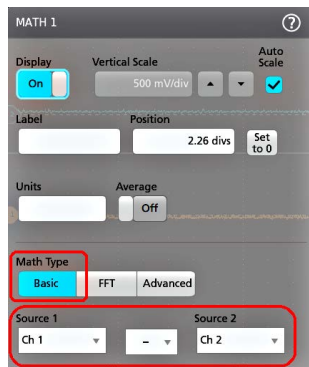 MATH 1 ?
Display Vertical Scale Auto Scale
On 500 mV/div
Label Position
2.26 divs Set to 0
Units Average
Off
Math Type
Basic FFT Advanced
Source 1 Source 2
Ch 1 – Ch 2